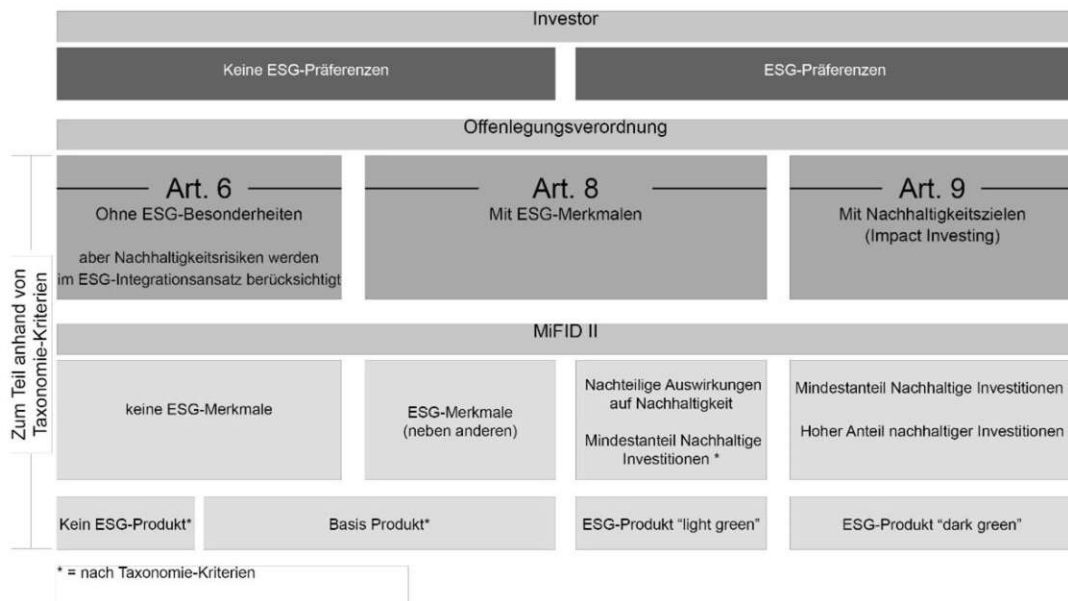 Investor
Keine ESG-Präferenzen
ESG-Präferenzen
Offenlegungsverordnung
Zum Teil anhand von
Taxonomie-Kriterien
Art. 6
Ohne ESG-Besonderheiten
aber Nachhaltigkeitsrisiken werden
im ESG-Integrationsansatz berücksichtigt
Art. 8
Mit ESG-Merkmalen
Art. 9
Mit Nachhaltigkeitszielen
(Impact Investing)
MiFID II
keine ESG-Merkmale
ESG-Merkmale
(neben anderen)
Nachteilige Auswirkungen
auf Nachhaltigkeit
Mindestanteil Nachhaltige
Investitionen *
Mindestanteil Nachhaltige Investitionen
Hoher Anteil nachhaltiger Investitionen
Kein ESG-Produkt*
Basis Produkt*
ESG-Produkt “light green”
ESG-Produkt “dark green”
* = nach Taxonomie-Kriterien